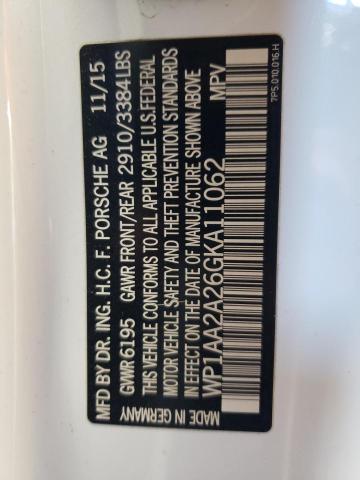 MFD BY DR. ING. H.C. F. PORSCHE AG 11/15
GVWR 6195 GAWR FRONT/REAR 2910/3384LBS
THIS VEHICLE CONFORMS TO ALL APPLICABLE U.S.FEDERAL
MOTOR VEHICLE SAFETY AND THEFT PREVENTION STANDARDS
IN EFFECT ON THE DATE OF MANUFACTURE SHOWN ABOVE
WP1AA2A26GKA11062 MPV
MADE IN GERMANY
7P5.010.016.H